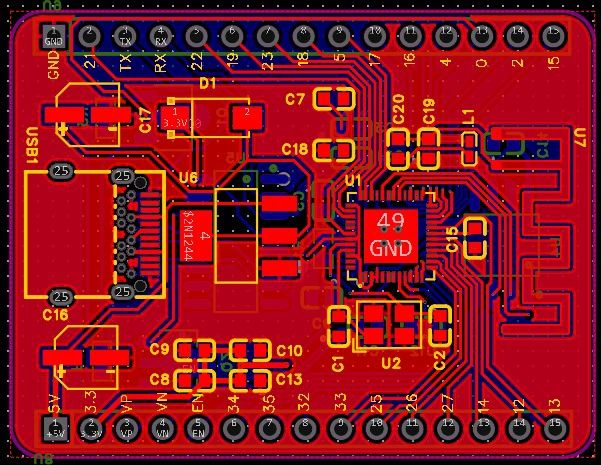 1 2 3 4 5 6 7 8 9 10 11 12 13 14 15
GND TX RX
GND 21 TX RX 22 19 23 18 5 17 16 4 0 2 15
D1
C7
C20
C19
L1
U7
C17
1
3.3V
2
USB1
C18
25
25
U6
U1
4
$2N1244
49
GND
C15
25
25
C16
C1
U2
C2
C9
C10
C8
C13
5V 3.3 VP VN EN 34 35 32 33 25 26 27 14 12 13
1 2 3 4 5 6 7 8 9 10 11 12 13 14 15
+5V 3.3V VP VN EN